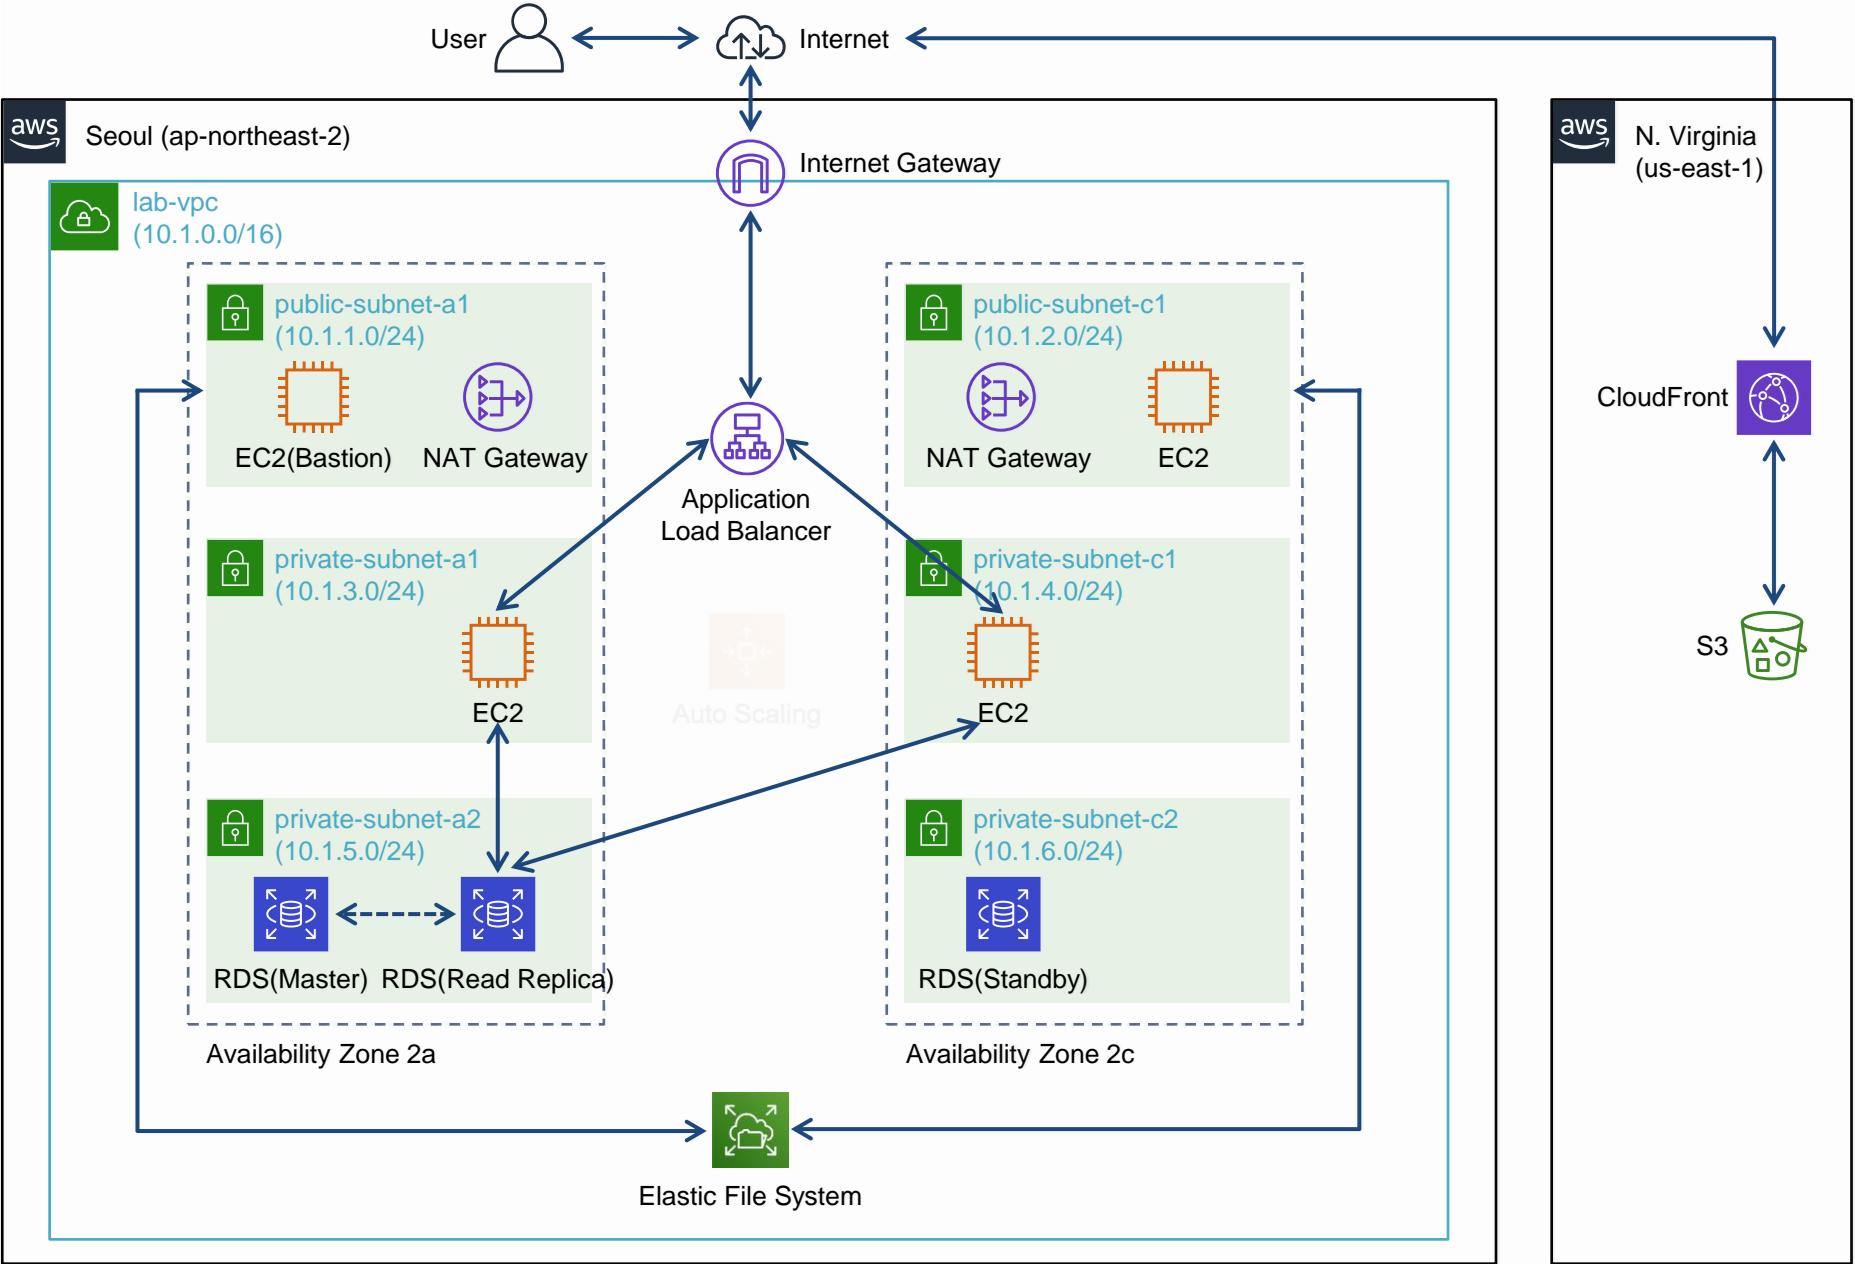 User
Internet
aws
Seoul (ap-northeast-2)
Internet Gateway
aws
N. Virginia
(us-east-1)
lab-vpc
(10.1.0.0/16)
public-subnet-a1
(10.1.1.0/24)
EC2(Bastion)
NAT Gateway
public-subnet-c1
(10.1.2.0/24)
NAT Gateway
EC2
CloudFront
Application
Load Balancer
private-subnet-a1
(10.1.3.0/24)
EC2
Auto Scaling
private-subnet-c1
(10.1.4.0/24)
EC2
S3
private-subnet-a2
(10.1.5.0/24)
RDS(Master)
RDS(Read Replica)
private-subnet-c2
(10.1.6.0/24)
RDS(Standby)
Availability Zone 2a
Availability Zone 2c
Elastic File System